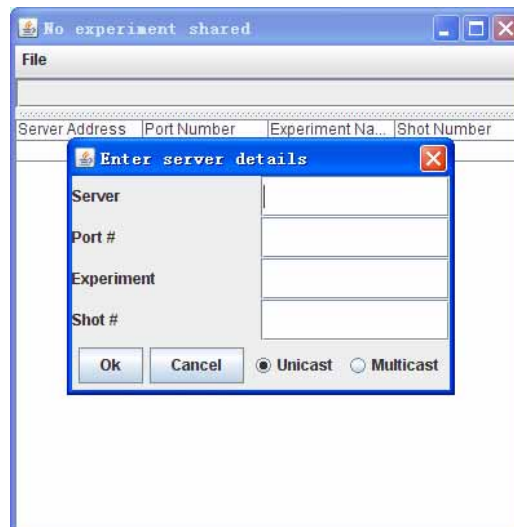 No experiment shared
File
Server Address Port Number Experiment Na... Shot Number
Enter server details
Server
Port #
Experiment
Shot #
Ok Cancel Unicast Multicast